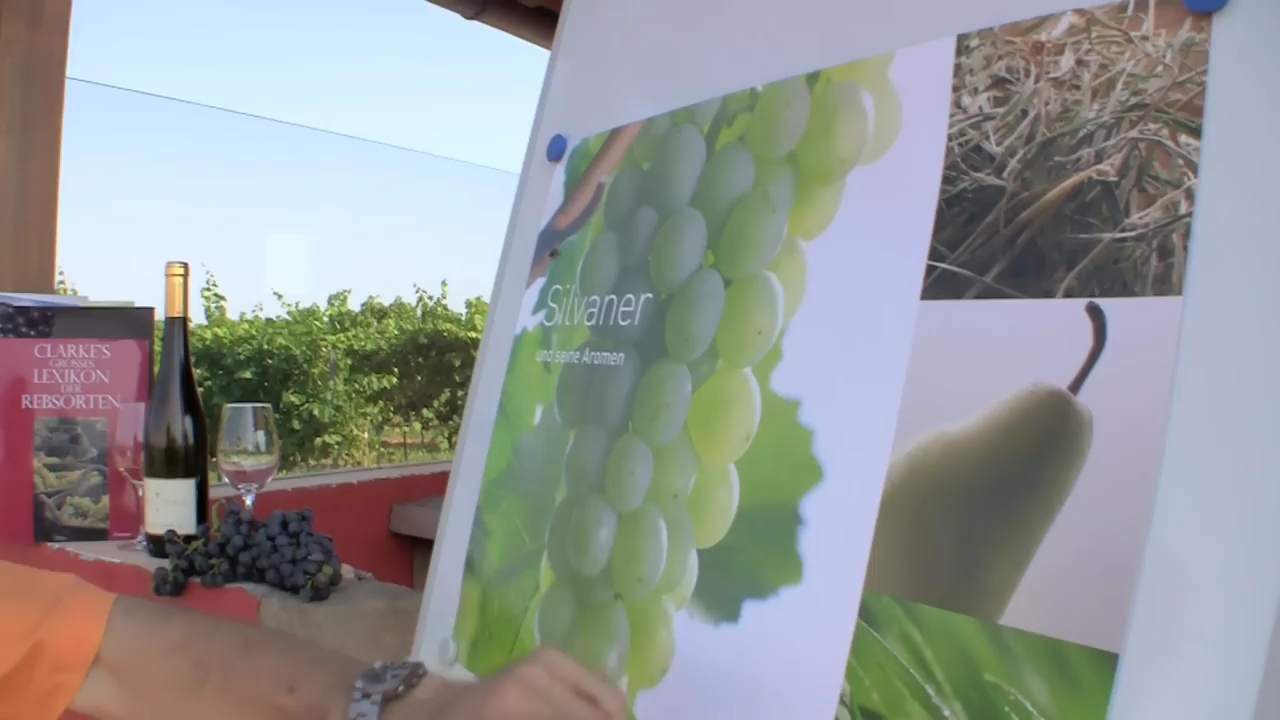 CLARKE'S
GROSSES
LEXIKON
DER
REBSORTEN
Silvaner
und seine Aromen